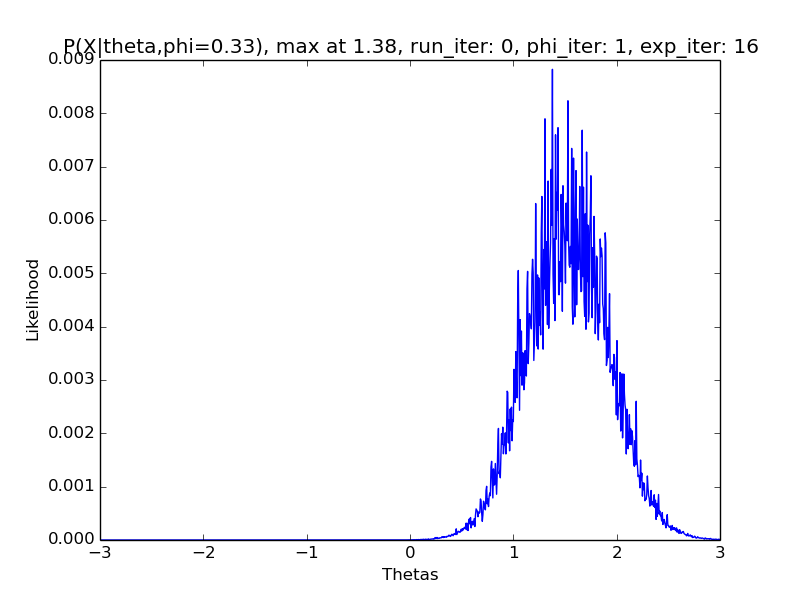 P(X|theta,phi=0.33), max at 1.38, run_iter: 0, phi_iter: 1, exp_iter: 16
0.009
0.008
0.007
0.006
0.005
0.004
0.003
0.002
0.001
0.000
Likelihood
−3 −2 −1 0 1 2 3
Thetas